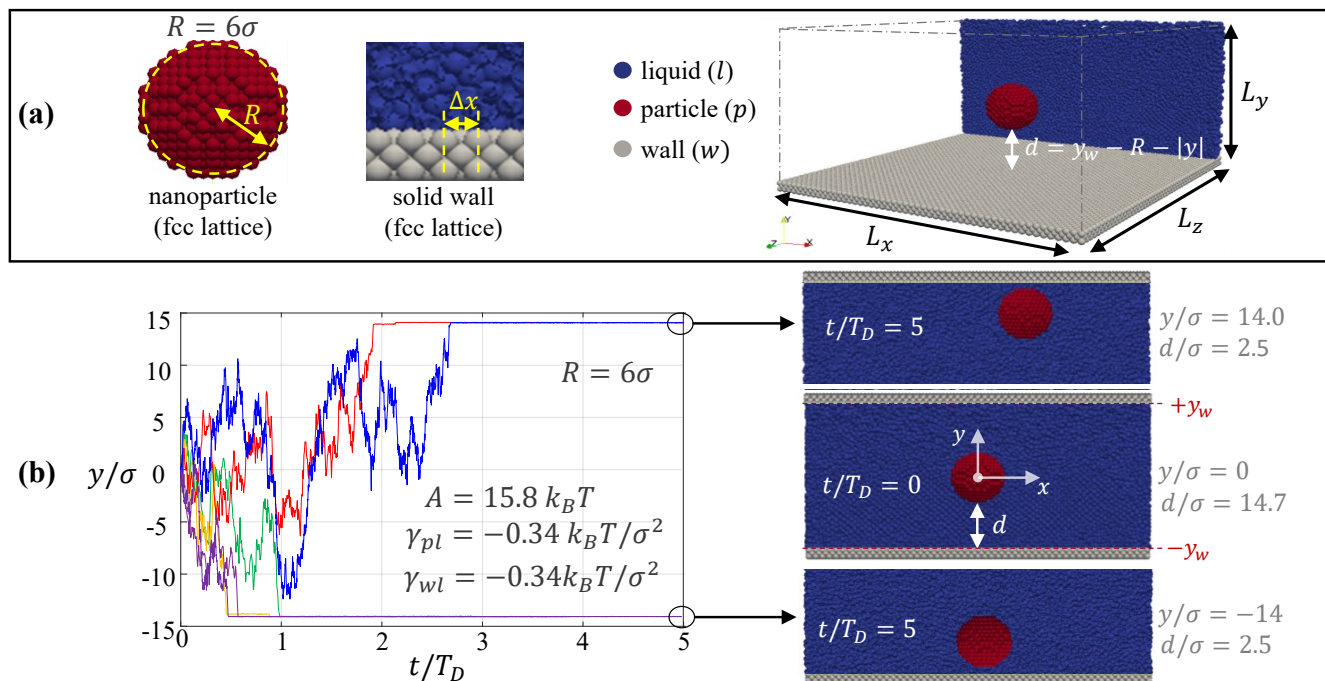 (a)
R = 6σ
R
nanoparticle
(fcc lattice)
Δx
solid wall
(fcc lattice)
liquid (l)
particle (p)
wall (w)
d = y_w − R − |y|
L_y
L_z
L_x
Y
Z
X
(b)
y/σ
15
10
5
0
-5
-10
-15
0
1
2
3
4
5
t/T_D
R = 6σ
A = 15.8 k_BT
γ_pl = −0.34 k_BT/σ²
γ_wl = −0.34k_BT/σ²
t/T_D = 5
y/σ = 14.0
d/σ = 2.5
+y_w
y
x
t/T_D = 0
d
y/σ = 0
d/σ = 14.7
−y_w
t/T_D = 5
y/σ = −14
d/σ = 2.5